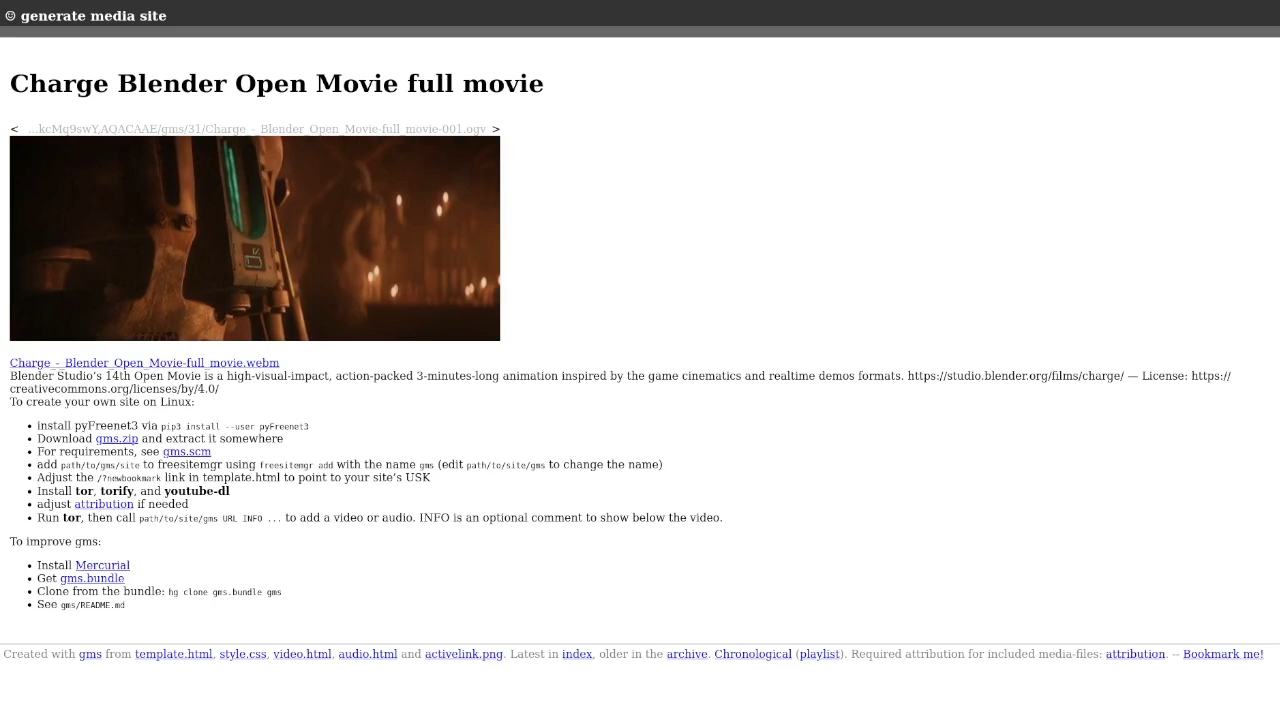 ☺ generate media site
Charge Blender Open Movie full movie
< …kcMq9swY,AQACAAE/gms/31/Charge_-_Blender_Open_Movie-full_movie-001.ogv >
Charge_-_Blender_Open_Movie-full_movie.webm
Blender Studio’s 14th Open Movie is a high-visual-impact, action-packed 3-minutes-long animation inspired by the game cinematics and realtime demos formats. https://studio.blender.org/films/charge/ — License: https://
creativecommons.org/licenses/by/4.0/
To create your own site on Linux:
• install pyFreenet3 via pip3 install --user pyFreenet3
• Download gms.zip and extract it somewhere
• For requirements, see gms.scm
• add path/to/gms/site to freesitemgr using freesitemgr add with the name gms (edit path/to/site/gms to change the name)
• Adjust the /?newbookmark link in template.html to point to your site’s USK
• Install tor, torify, and youtube-dl
• adjust attribution if needed
• Run tor, then call path/to/site/gms URL INFO ... to add a video or audio. INFO is an optional comment to show below the video.
To improve gms:
• Install Mercurial
• Get gms.bundle
• Clone from the bundle: hg clone gms.bundle gms
• See gms/README.md
Created with gms from template.html, style.css, video.html, audio.html and activelink.png. Latest in index, older in the archive. Chronological (playlist). Required attribution for included media-files: attribution. -- Bookmark me!